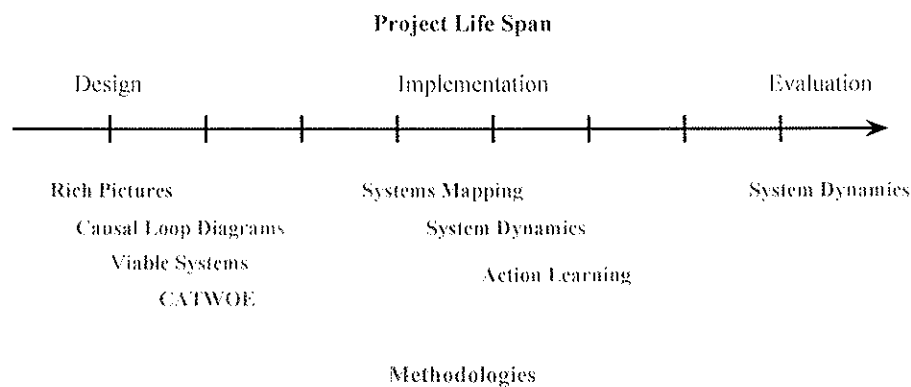 Project Life Span
Design Implementation Evaluation
Rich Pictures Systems Mapping System Dynamics
Causal Loop Diagrams System Dynamics
Viable Systems Action Learning
CATWOE
Methodologies